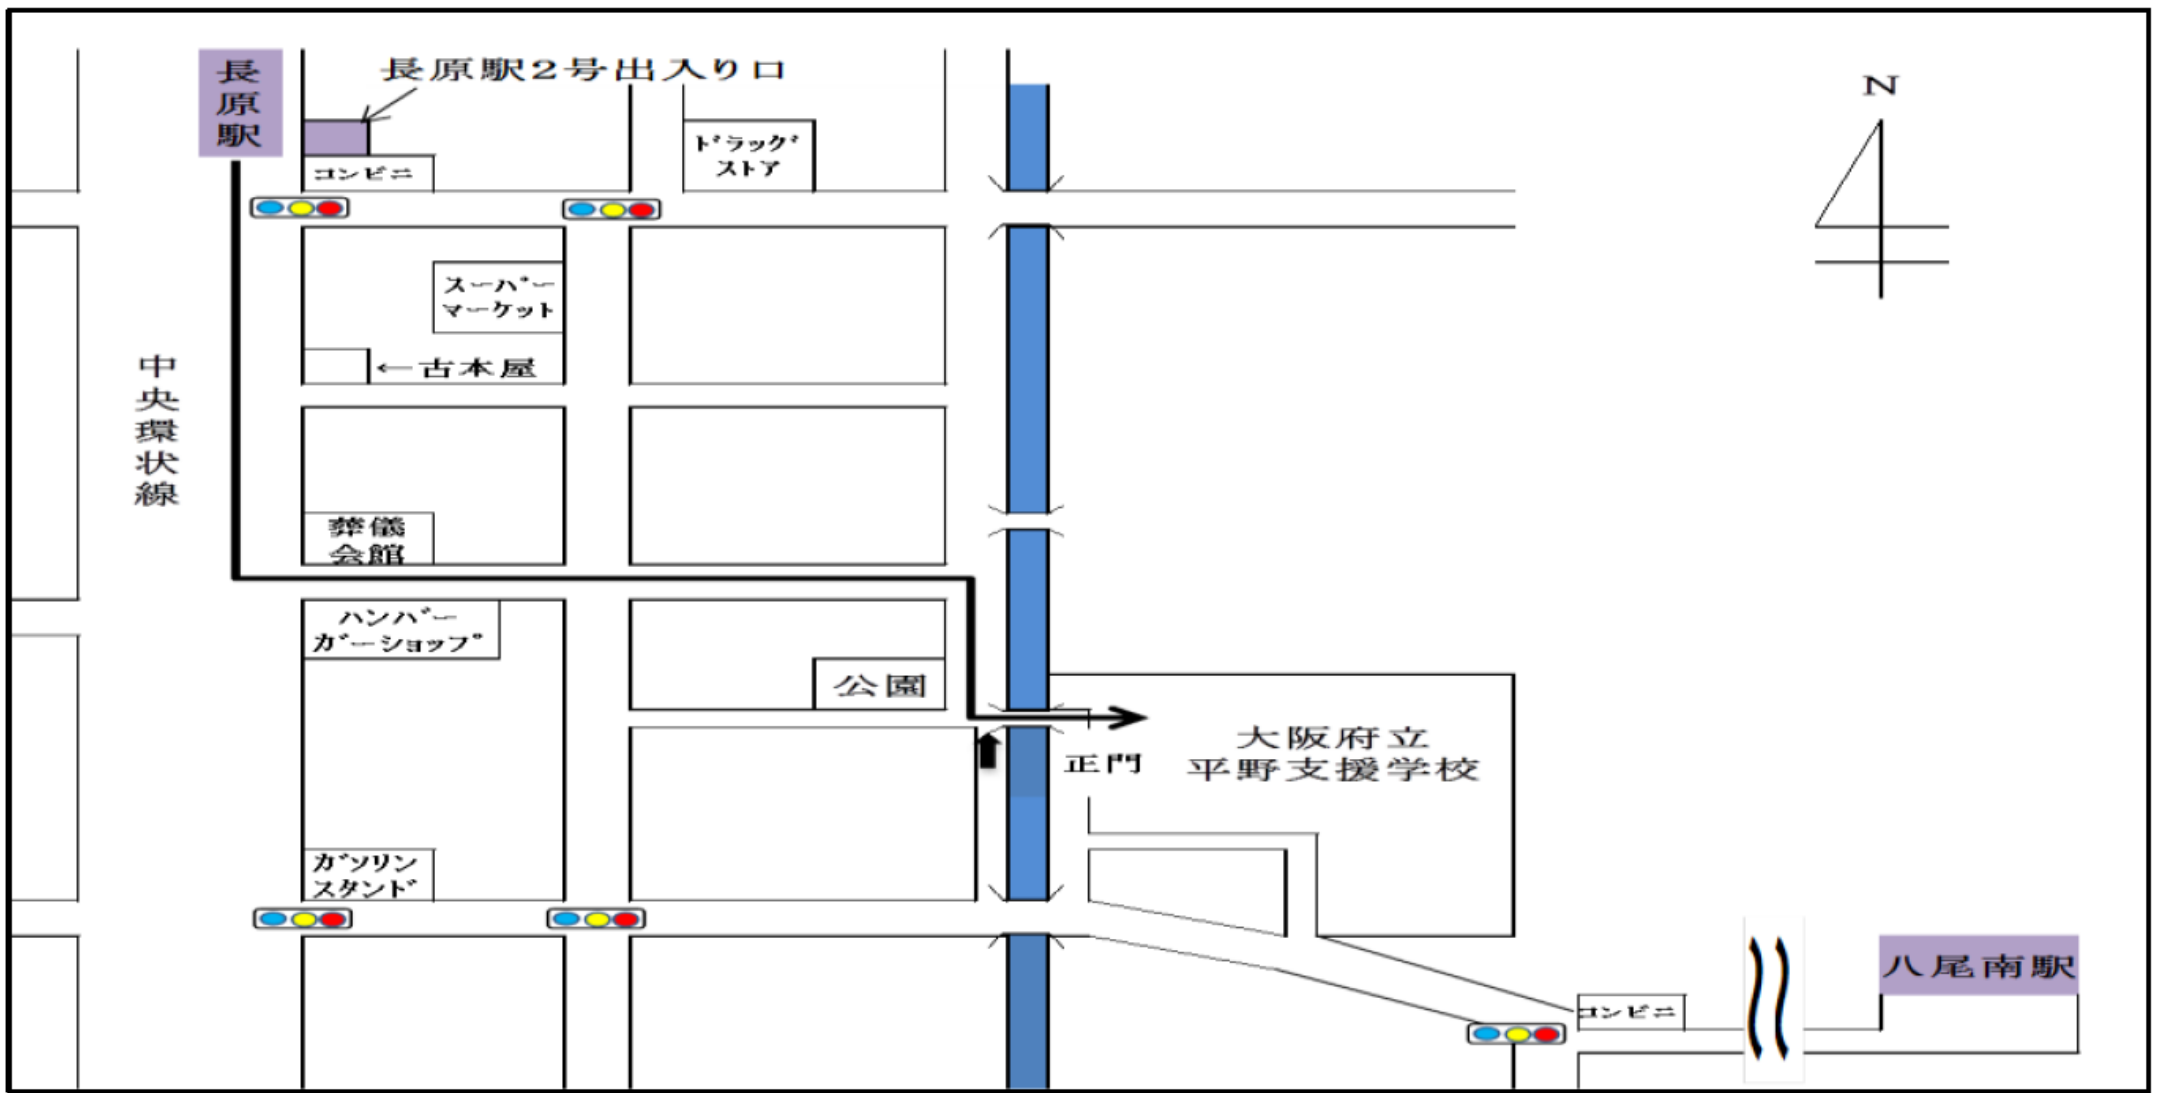 長原駅
長原駅2号出入り口
N
コンビニ
ドラッグ
ストア
スーパー
マーケット
←古本屋
中央環状線
葬儀
会館
ハンバー
ガーショップ
公園
大阪府立
平野支援学校
正門
ガソリン
スタンド
八尾南駅
コンビニ